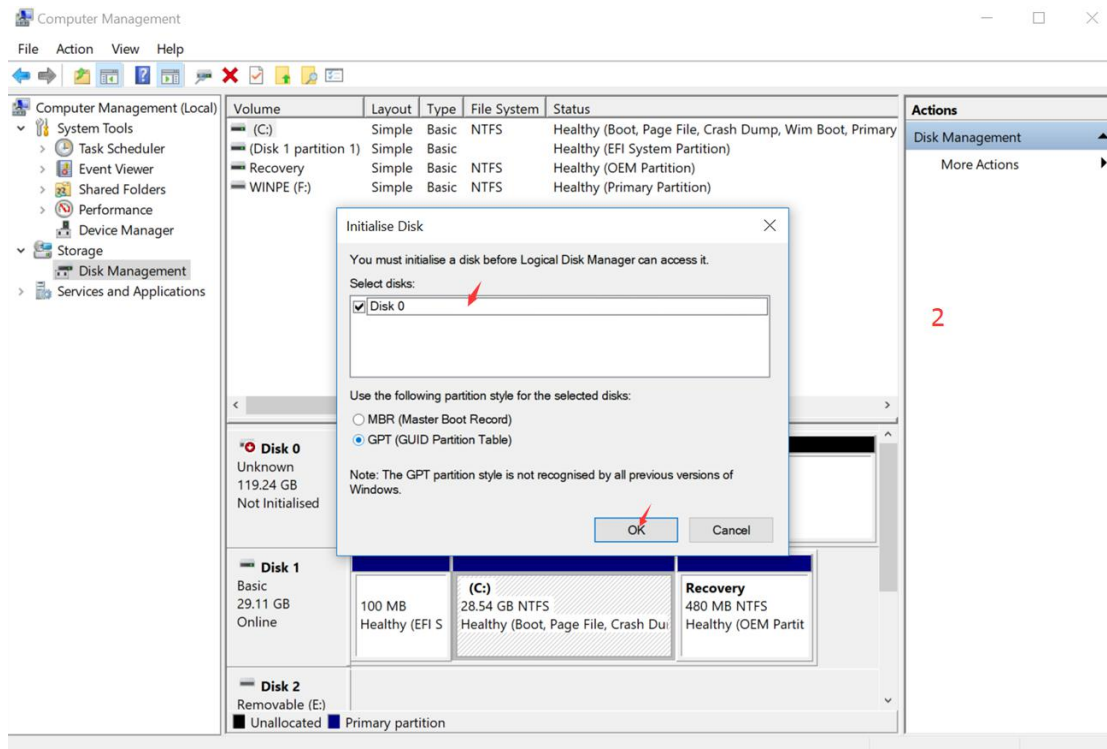 Computer Management
File Action View Help
Computer Management (Local)
System Tools
Task Scheduler
Event Viewer
Shared Folders
Performance
Device Manager
Storage
Disk Management
Services and Applications
Volume Layout Type File System Status
(C:) Simple Basic NTFS Healthy (Boot, Page File, Crash Dump, Wim Boot, Primary
(Disk 1 partition 1) Simple Basic Healthy (EFI System Partition)
Recovery Simple Basic NTFS Healthy (OEM Partition)
WINPE (F:) Simple Basic NTFS Healthy (Primary Partition)
Actions
Disk Management
More Actions
2
Initialise Disk
You must initialise a disk before Logical Disk Manager can access it.
Select disks:
Disk 0
Use the following partition style for the selected disks:
MBR (Master Boot Record)
GPT (GUID Partition Table)
Note: The GPT partition style is not recognised by all previous versions of
Windows.
OK Cancel
Disk 0
Unknown
119.24 GB
Not Initialised
Disk 1
Basic
29.11 GB
Online
100 MB
Healthy (EFI S
(C:)
28.54 GB NTFS
Healthy (Boot, Page File, Crash Du
Recovery
480 MB NTFS
Healthy (OEM Partit
Disk 2
Removable (E:)
Unallocated Primary partition